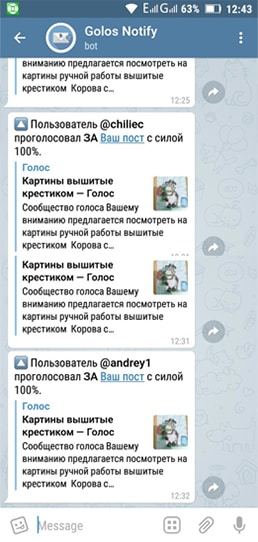 63% 12:43
Golos Notify
bot
вниманию предлагается посмотреть на
картины ручной работы вышитые
крестиком Корова с...
12:25
Пользователь @chiliec
проголосовал ЗА Ваш пост с силой
100%.
Голос
Картины вышитые
крестиком — Голос
Сообщество голоса Вашему
вниманию предлагается посмотреть на
картины ручной работы вышитые
крестиком Корова с...
Картины вышитые
крестиком — Голос
Сообщество голоса Вашему
вниманию предлагается посмотреть на
картины ручной работы вышитые
крестиком Корова с...
12:31
Пользователь @andrey1
проголосовал ЗА Ваш пост с силой
100%.
Голос
Картины вышитые
крестиком — Голос
Сообщество голоса Вашему
вниманию предлагается посмотреть на
картины ручной работы вышитые
крестиком Корова с...
12:32
Message